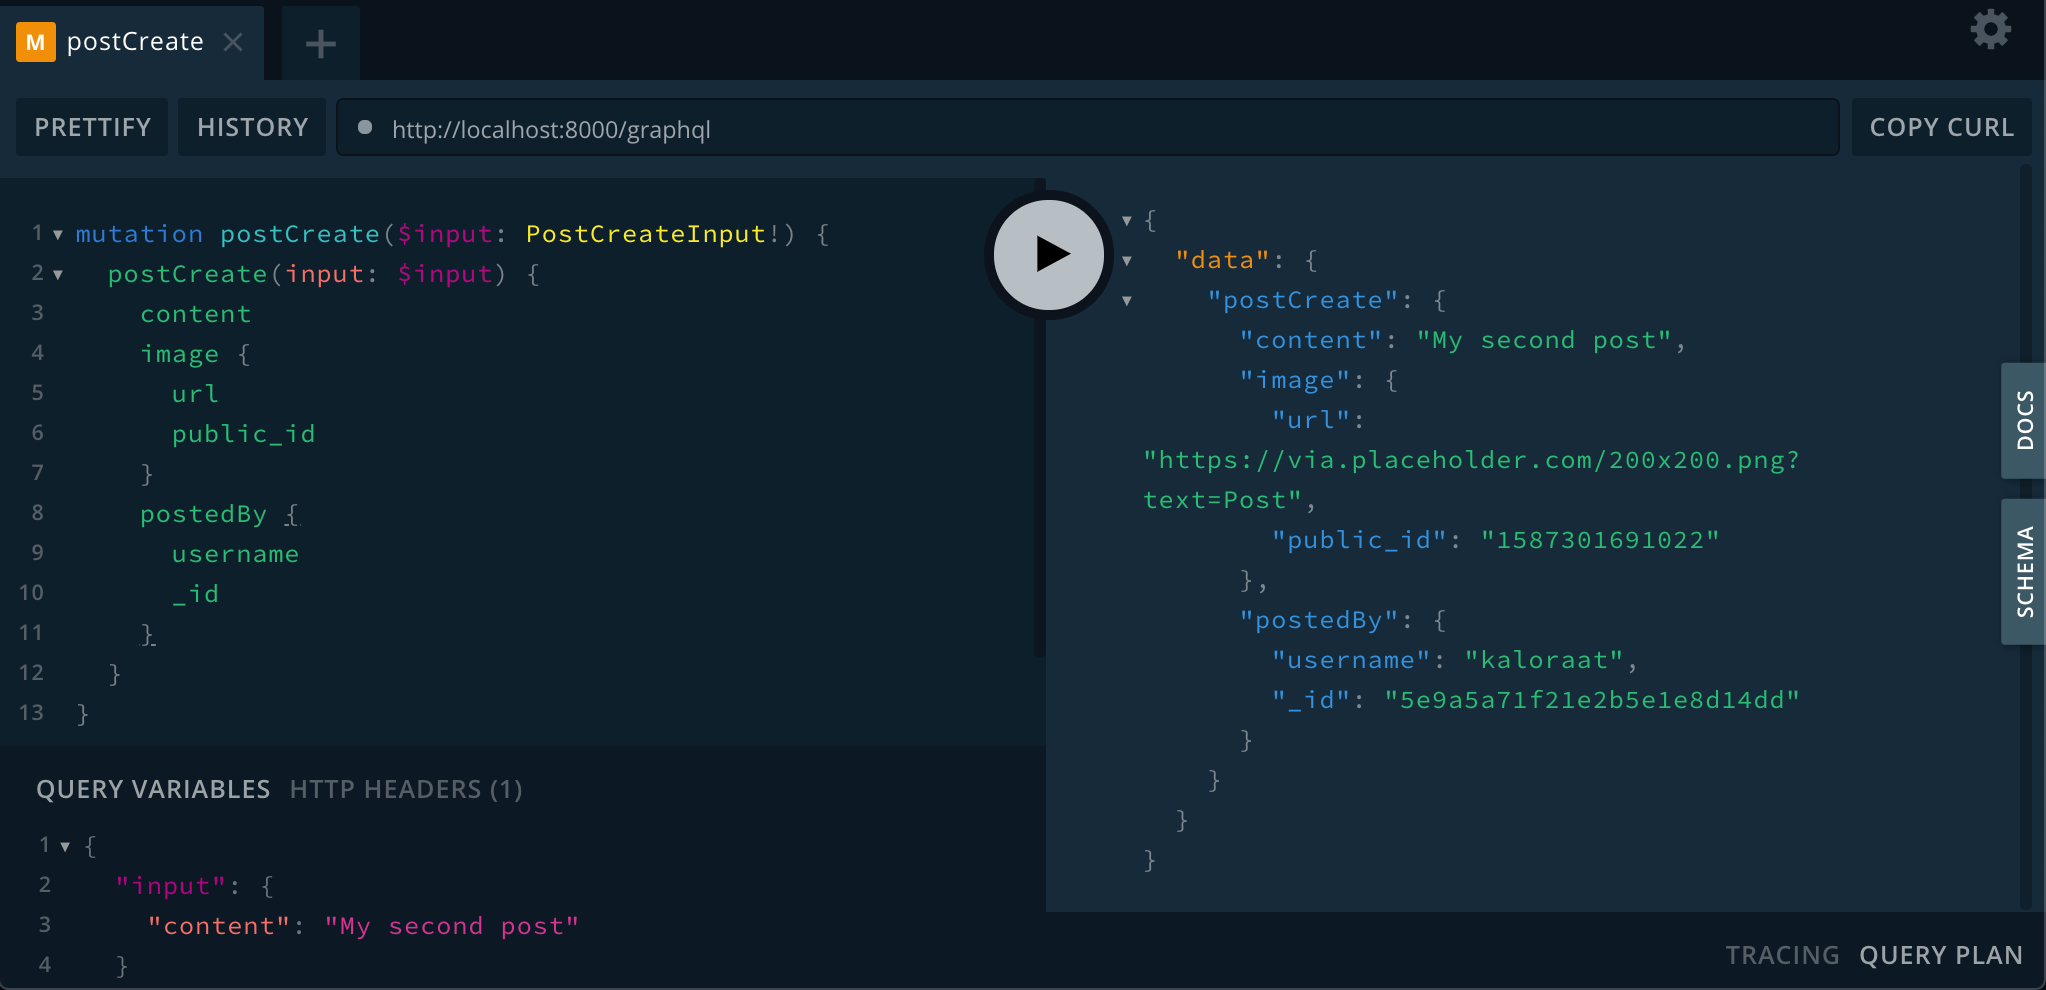 M postCreate
PRETTIFY HISTORY http://localhost:8000/graphql COPY CURL
1 mutation postCreate($input: PostCreateInput!) {
2 postCreate(input: $input) {
3 content
4 image {
5 url
6 public_id
7 }
8 postedBy {
9 username
10 _id
11 }
12 }
13 }
QUERY VARIABLES HTTP HEADERS (1)
1 {
2 "input": {
3 "content": "My second post"
4 }
{
"data": {
"postCreate": {
"content": "My second post",
"image": {
"url":
"https://via.placeholder.com/200x200.png?
text=Post",
"public_id": "1587301691022"
},
"postedBy": {
"username": "kaloraat",
"_id": "5e9a5a71f21e2b5e1e8d14dd"
}
}
}
}
DOCS
SCHEMA
TRACING QUERY PLAN